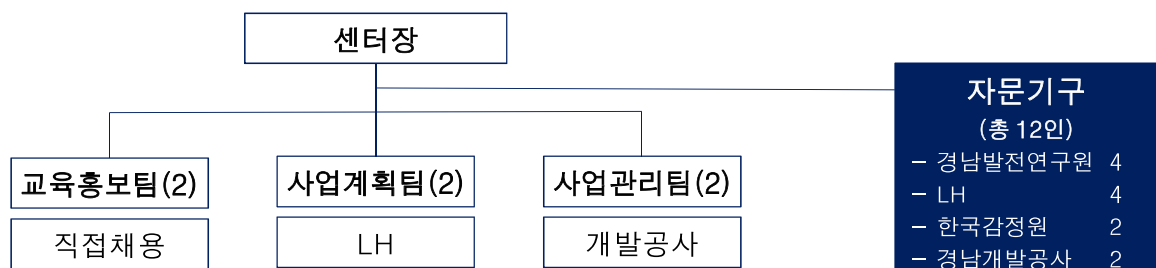 센터장
자문기구
(총 12인)
– 경남발전연구원 4
– LH 4
– 한국감정원 2
– 경남개발공사 2
교육홍보팀(2) 사업계획팀(2) 사업관리팀(2)
직접채용 LH 개발공사